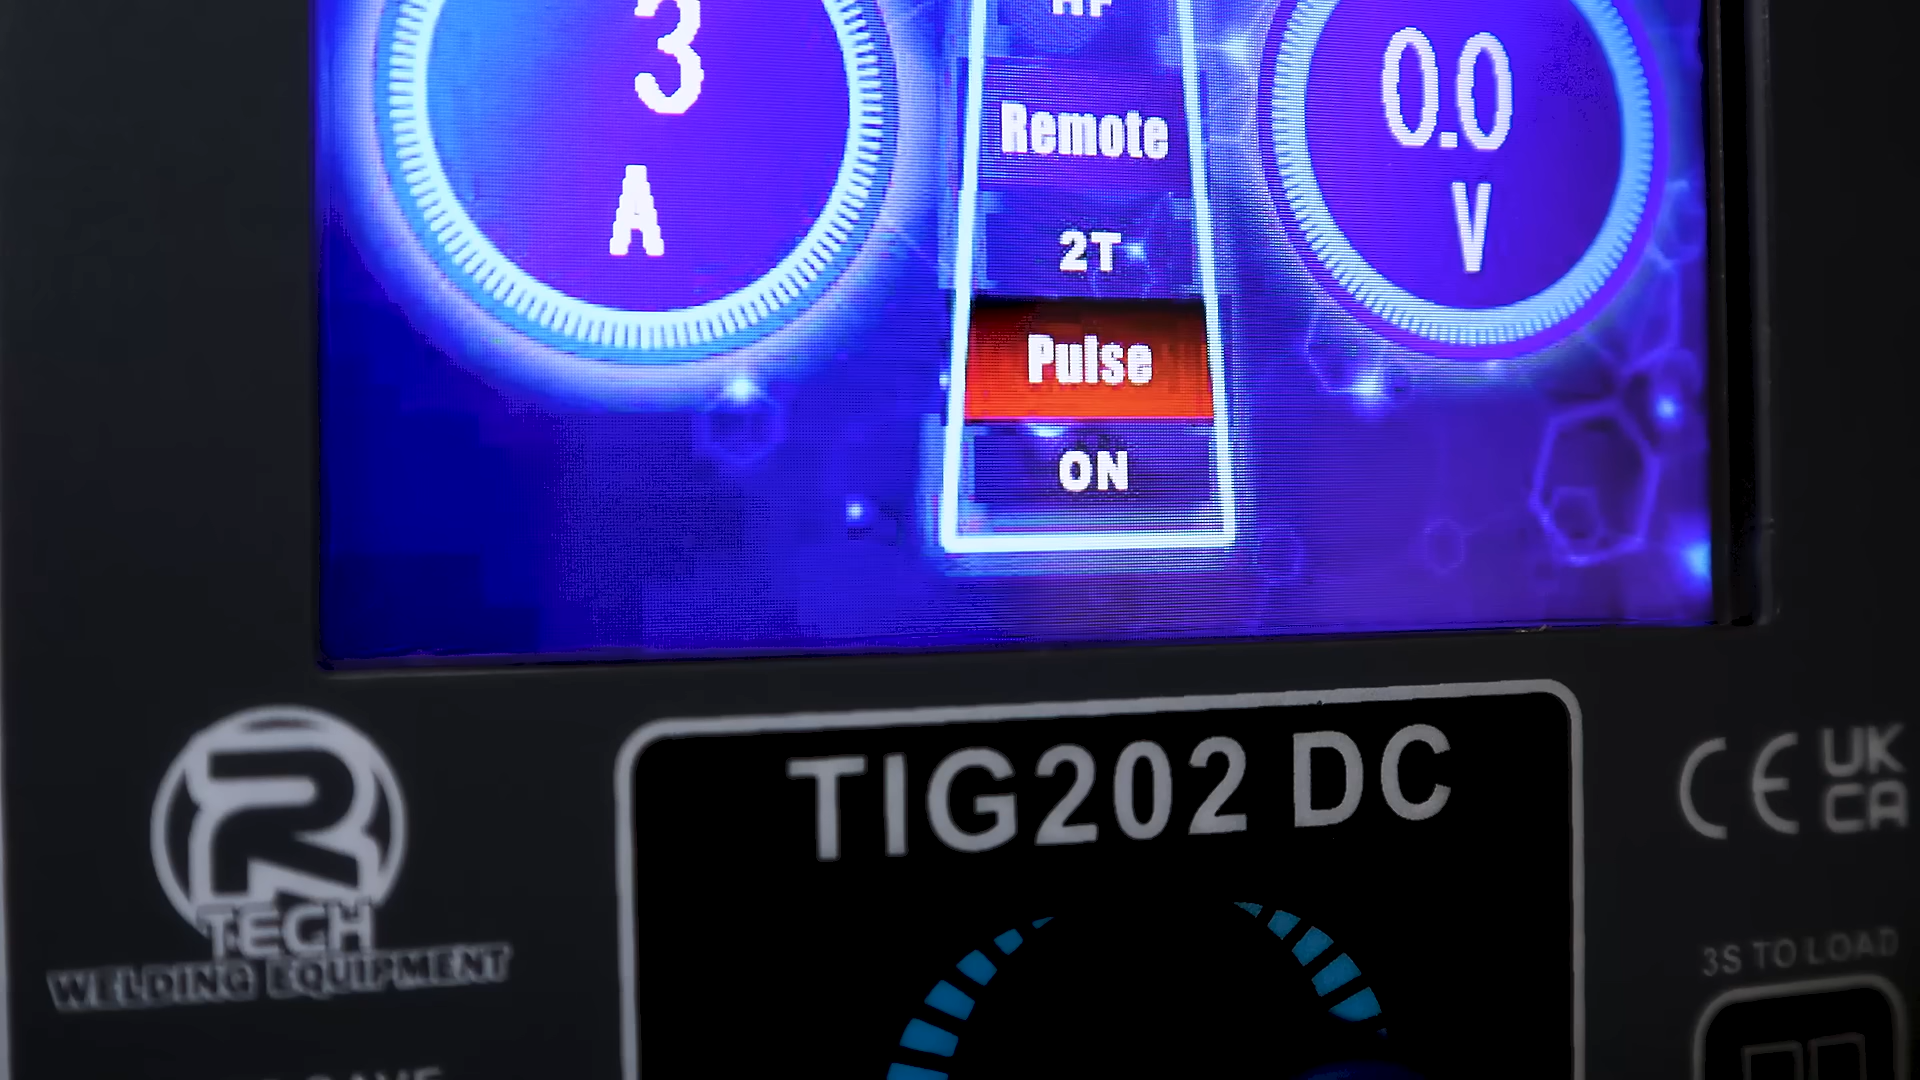 3
A
HF
Remote
2T
Pulse
ON
0.0
V
R
TECH
WELDING EQUIPMENT
TIG202 DC
CE
UK
CA
3S TO LOAD
SAVE